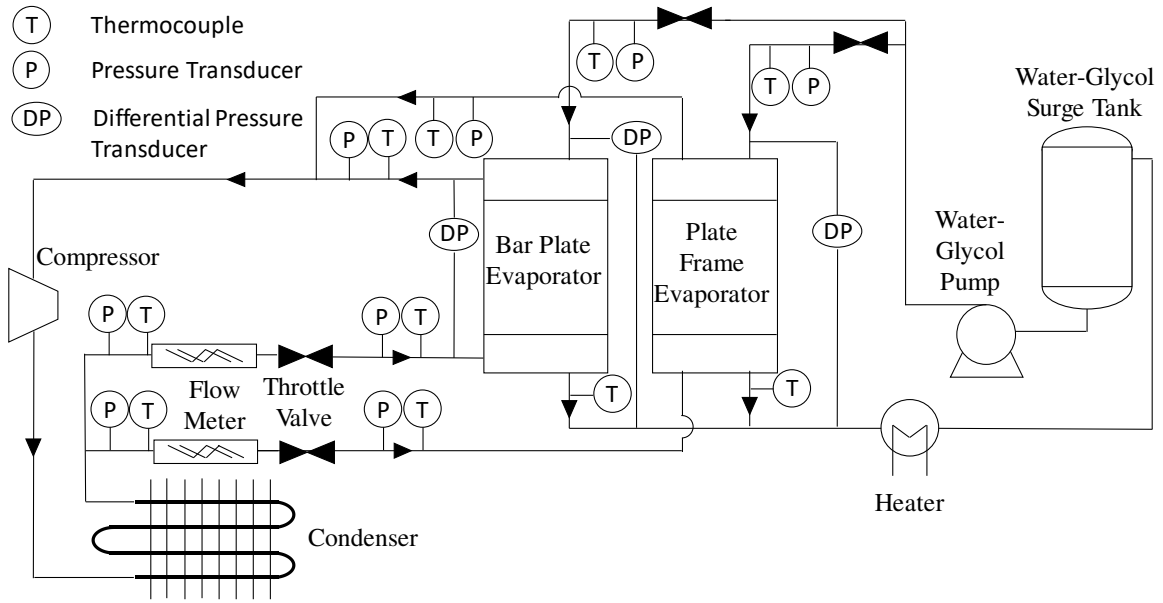 T Thermocouple
P Pressure Transducer
DP Differential Pressure
Transducer
T P
T P
P T T P
DP
DP
DP
Water-Glycol
Surge Tank
Water-
Glycol
Pump
Bar Plate
Evaporator
Plate
Frame
Evaporator
Compressor
P T
P T
Flow
Meter
Throttle
Valve
P T
P T
T
T
Heater
Condenser